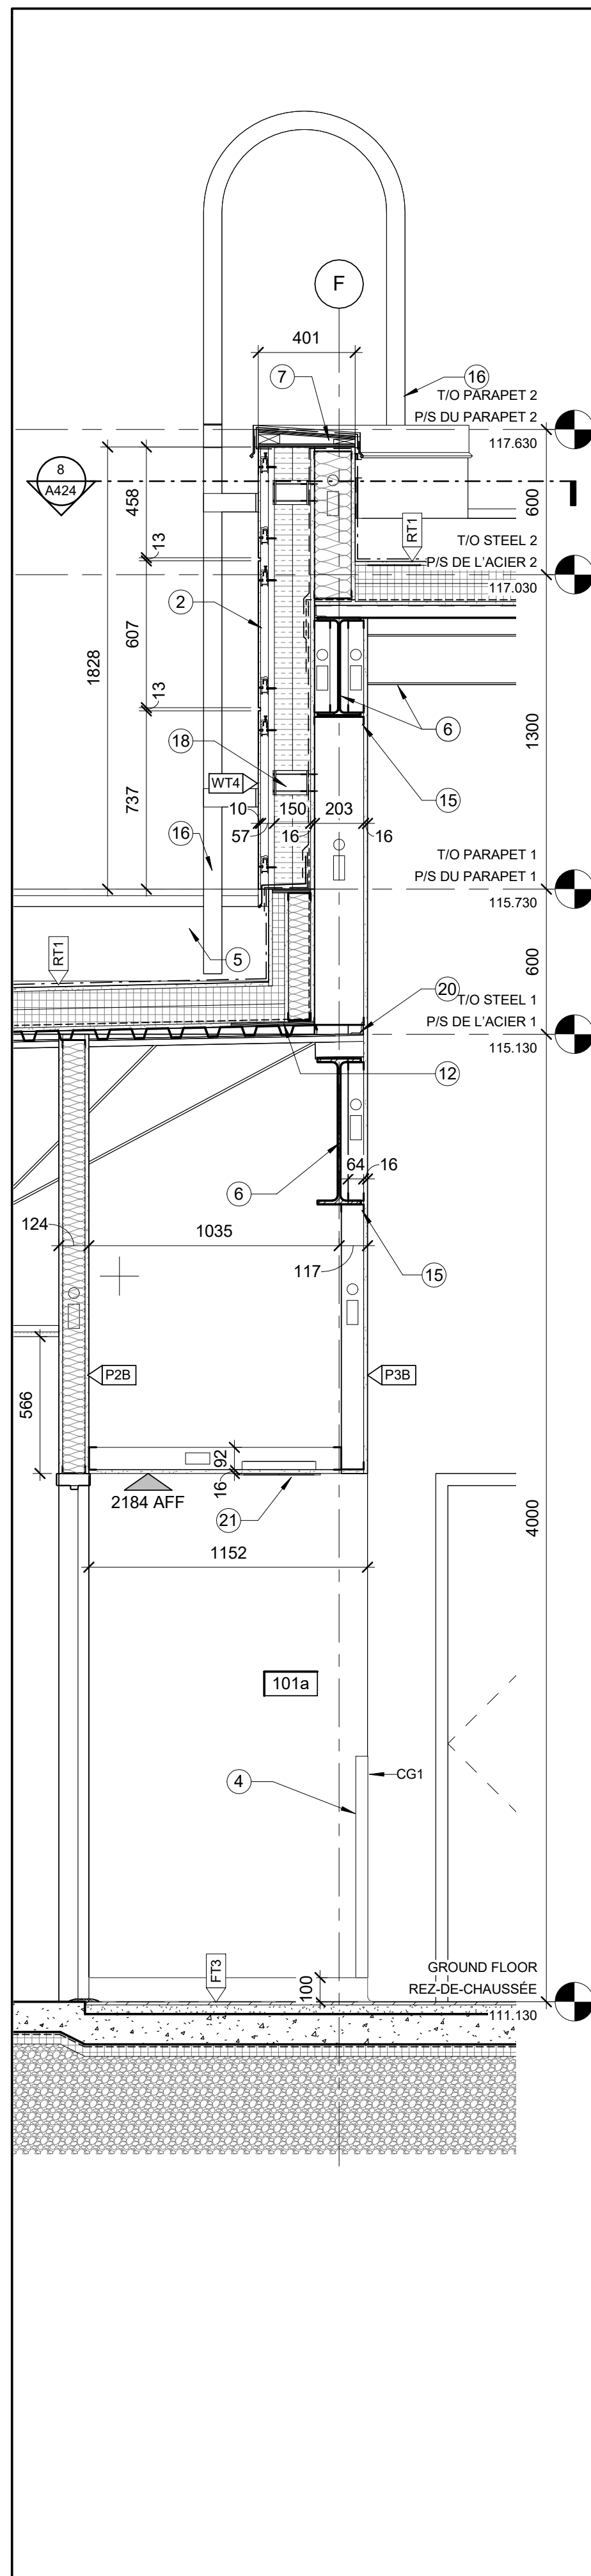 F
401
7
16
T/O PARAPET 2
P/S DU PARAPET 2
117.630
8
A424
458
600
RT1
13
T/O STEEL 2
P/S DE L'ACIER 2
117.030
2
607
1828
13
6
1300
18
WT4
737
15
10
150
203
57
16
16
16
T/O PARAPET 1
P/S DU PARAPET 1
115.730
5
RT1
600
20
T/O STEEL 1
P/S DE L'ACIER 1
115.130
12
64
16
6
124
1035
117
15
P2B
P3B
566
92
16
2184 AFF
21
4000
1152
101a
CG1
4
FT3
100
GROUND FLOOR
REZ-DE-CHAUSSÉE
111.130